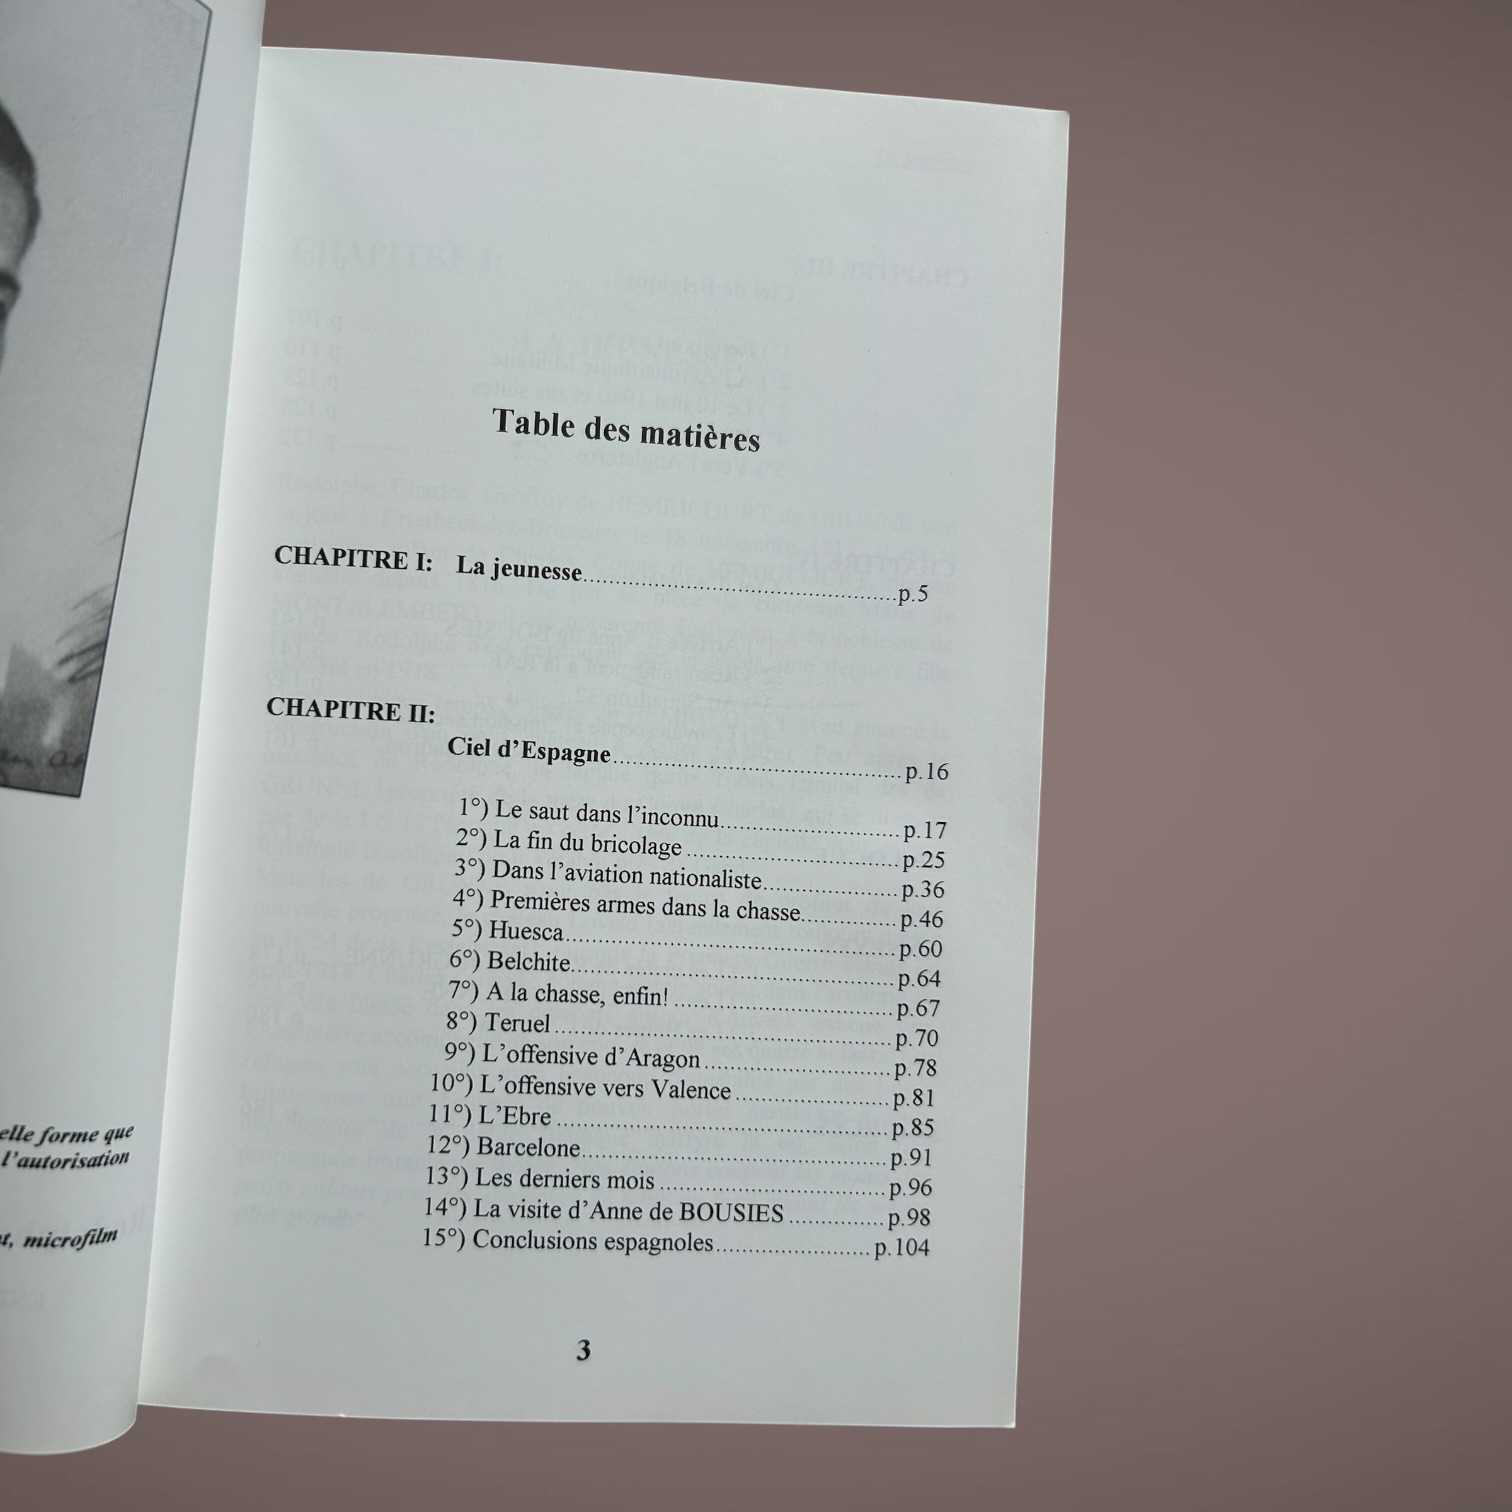 elle forme que
l'autorisation
microfilm
Table des matières
CHAPITRE I: La jeunesse..........p.5
CHAPITRE II:
Ciel d'Espagne..........p.16
1°) Le saut dans l'inconnu..........p.17
2°) La fin du bricolage..........p.25
3°) Dans l'aviation nationaliste..........p.36
4°) Premières armes dans la chasse..........p.46
5°) Huesca..........p.60
6°) Belchite..........p.64
7°) A la chasse, enfin!..........p.67
8°) Teruel..........p.70
9°) L'offensive d'Aragon..........p.78
10°) L'offensive vers Valence..........p.81
11°) L'Ebre..........p.85
12°) Barcelone..........p.91
13°) Les derniers mois..........p.96
14°) La visite d'Anne de BOUSIES..........p.98
15°) Conclusions espagnoles..........p.104
3